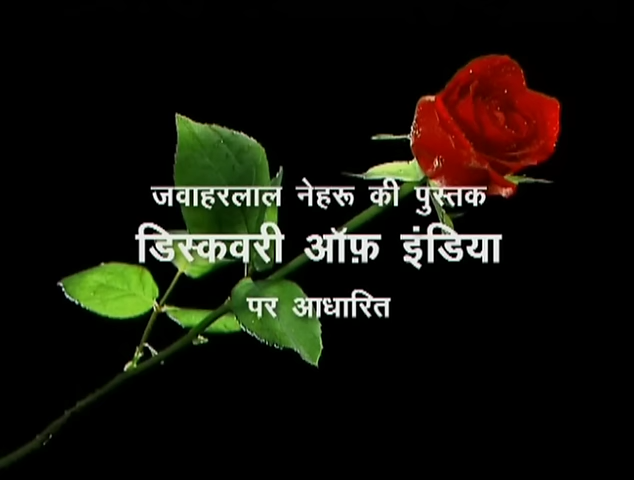 जवाहरलाल नेहरू की पुस्तक
डिस्कवरी ऑफ़ इंडिया
पर आधारित